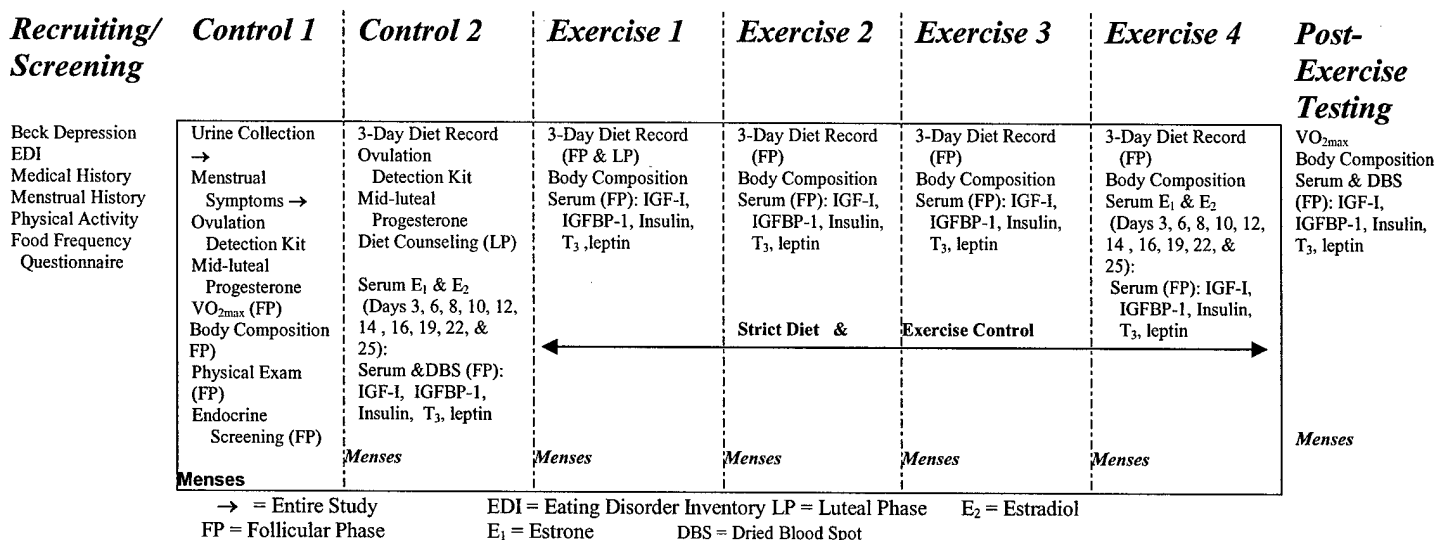 Recruiting/
Screening
Control 1
Control 2
Exercise 1
Exercise 2
Exercise 3
Exercise 4
Post-
Exercise
Testing
Beck Depression
EDI
Medical History
Menstrual History
Physical Activity
Food Frequency
Questionnaire
Urine Collection
→
Menstrual
Symptoms →
Ovulation
Detection Kit
Mid-luteal
Progesterone
VO2max (FP)
Body Composition
FP)
Physical Exam
(FP)
Endocrine
Screening (FP)
Menses
3-Day Diet Record
Ovulation
Detection Kit
Mid-luteal
Progesterone
Diet Counseling (LP)
Serum E1 & E2
(Days 3, 6, 8, 10, 12,
14 , 16, 19, 22, &
25):
Serum &DBS (FP):
IGF-I, IGFBP-1,
Insulin, T3, leptin
Menses
3-Day Diet Record
(FP & LP)
Body Composition
Serum (FP): IGF-I,
IGFBP-1, Insulin,
T3 ,leptin
Menses
3-Day Diet Record
(FP)
Body Composition
Serum (FP): IGF-I,
IGFBP-1, Insulin,
T3, leptin
Menses
3-Day Diet Record
(FP)
Body Composition
Serum (FP): IGF-I,
IGFBP-1, Insulin,
T3, leptin
Menses
3-Day Diet Record
(FP)
Body Composition
Serum E1 & E2
(Days 3, 6, 8, 10, 12,
14 , 16, 19, 22, &
25):
Serum (FP): IGF-I,
IGFBP-1, Insulin,
T3, leptin
Menses
Strict Diet & Exercise Control
VO2max
Body Composition
Serum & DBS
(FP): IGF-I,
IGFBP-1, Insulin,
T3, leptin
Menses
→ = Entire Study EDI = Eating Disorder Inventory LP = Luteal Phase E2 = Estradiol
FP = Follicular Phase E1 = Estrone DBS = Dried Blood Spot